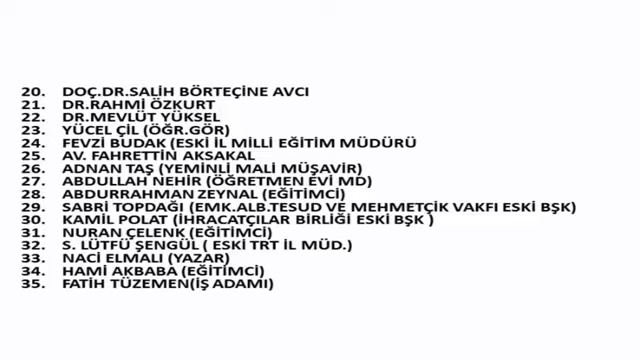 20. DOÇ.DR.SALİH BÖRTEÇİNE AVCI
21. DR.RAHMİ ÖZKURT
22. DR.MEVLÜT YÜKSEL
23. YÜCEL ÇİL (ÖĞR.GÖR)
24. FEVZİ BUDAK (ESKİ İL MİLLİ EĞİTİM MÜDÜRÜ
25. AV. FAHRETTİN AKSAKAL
26. ADNAN TAŞ (YEMİNLİ MALİ MÜŞAVİR)
27. ABDULLAH NEHİR (ÖĞRETMEN EVİ MD)
28. ABDURRAHMAN ZEYNAL (EĞİTİMCİ)
29. SABRİ TOPDAĞI (EMK.ALB.TESUD VE MEHMETÇİK VAKFI ESKİ BŞK)
30. KAMİL POLAT (İHRACATÇILAR BİRLİĞİ ESKİ BŞK )
31. NURAN ÇELENK (EĞİTİMCİ)
32. S. LÜTFÜ ŞENGÜL ( ESKİ TRT İL MÜD.)
33. NACİ ELMALI (YAZAR)
34. HAMİ AKBABA (EĞİTİMCİ)
35. FATİH TÜZEMEN(İŞ ADAMI)